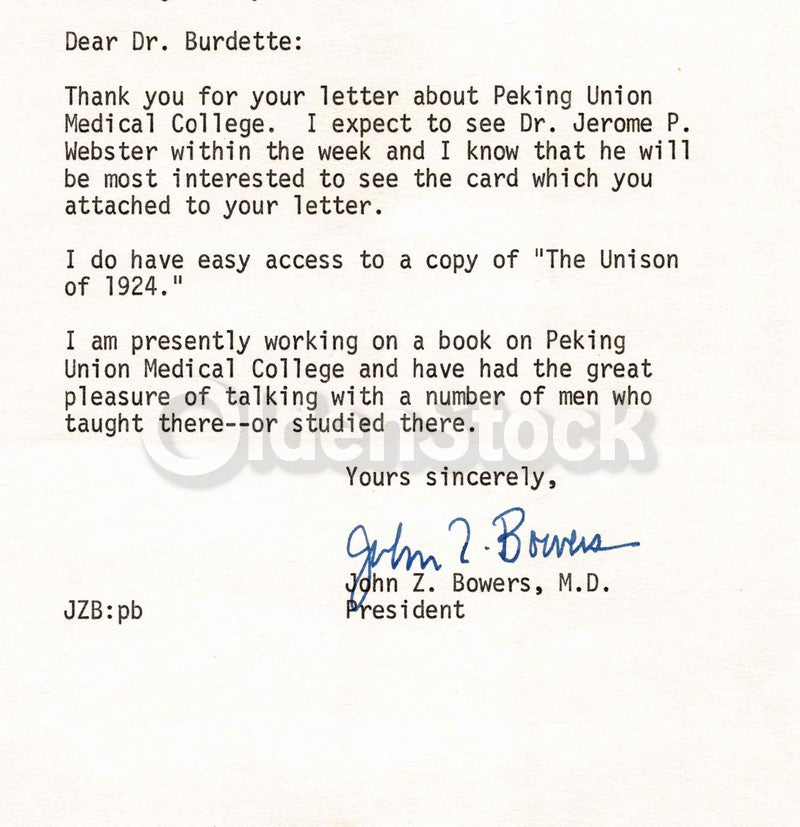 Dear Dr. Burdette:
Thank you for your letter about Peking Union
Medical College.  I expect to see Dr. Jerome P.
Webster within the week and I know that he will
be most interested to see the card which you
attached to your letter.
I do have easy access to a copy of "The Unison
of 1924."
I am presently working on a book on Peking
Union Medical College and have had the great
pleasure of talking with a number of men who
taught there--or studied there.
OldenStock
Yours sincerely,
John Z. Bowers
John Z. Bowers, M.D.
JZB:pb President